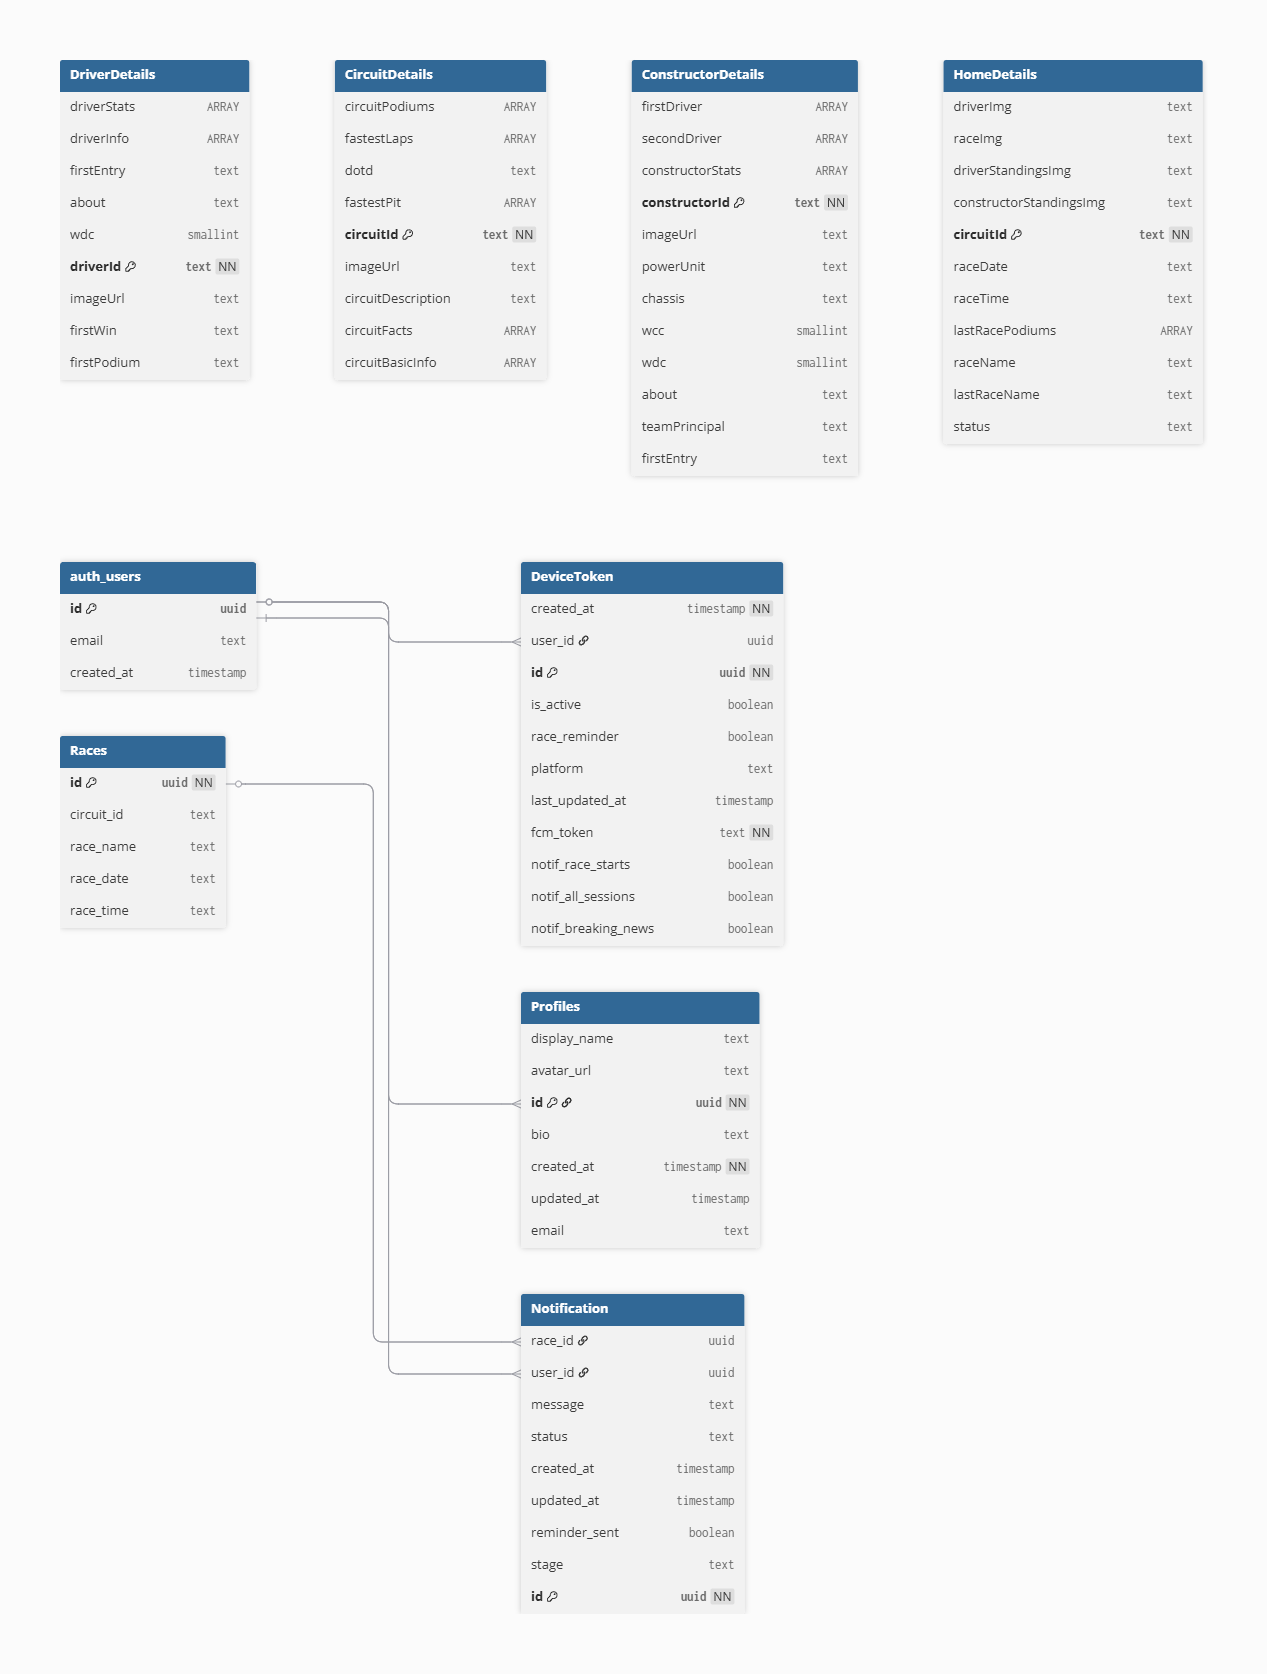 DriverDetails
driverStats ARRAY
driverInfo ARRAY
firstEntry text
about text
wdc smallint
driverId text NN
imageUrl text
firstWin text
firstPodium text
CircuitDetails
circuitPodiums ARRAY
fastestLaps ARRAY
dotd text
fastestPit ARRAY
circuitId text NN
imageUrl text
circuitDescription text
circuitFacts ARRAY
circuitBasicInfo ARRAY
ConstructorDetails
firstDriver ARRAY
secondDriver ARRAY
constructorStats ARRAY
constructorId text NN
imageUrl text
powerUnit text
chassis text
wcc smallint
wdc smallint
about text
teamPrincipal text
firstEntry text
HomeDetails
driverImg text
raceImg text
driverStandingsImg text
constructorStandingsImg text
circuitId text NN
raceDate text
raceTime text
lastRacePodiums ARRAY
raceName text
lastRaceName text
status text
auth_users
id uuid
email text
created_at timestamp
Races
id uuid NN
circuit_id text
race_name text
race_date text
race_time text
DeviceToken
created_at timestamp NN
user_id uuid
id uuid NN
is_active boolean
race_reminder boolean
platform text
last_updated_at timestamp
fcm_token text NN
notif_race_starts boolean
notif_all_sessions boolean
notif_breaking_news boolean
Profiles
display_name text
avatar_url text
id uuid NN
bio text
created_at timestamp NN
updated_at timestamp
email text
Notification
race_id uuid
user_id uuid
message text
status text
created_at timestamp
updated_at timestamp
reminder_sent boolean
stage text
id uuid NN